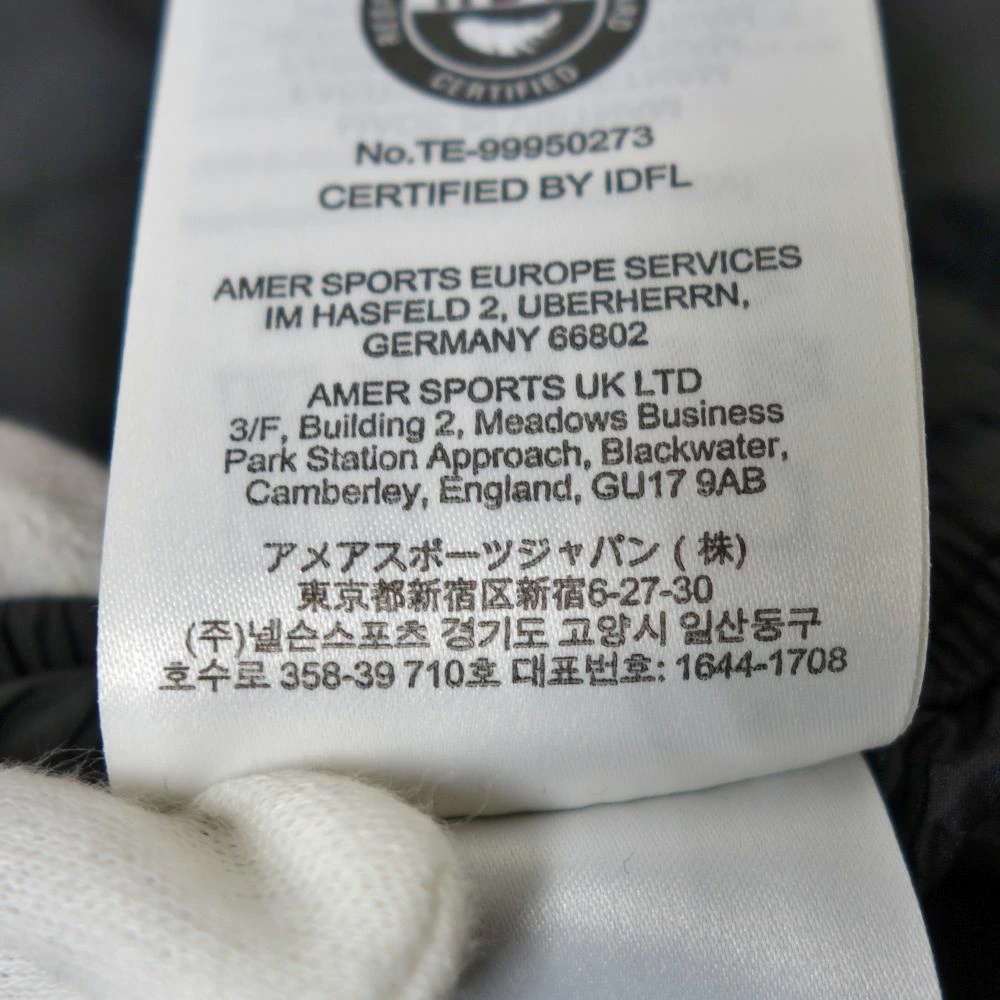 CERTIFIED
No.TE-99950273
CERTIFIED BY IDFL
AMER SPORTS EUROPE SERVICES
IM HASFELD 2, UBERHERRN,
GERMANY 66802
AMER SPORTS UK LTD
3/F, Building 2, Meadows Business
Park Station Approach, Blackwater,
Camberley, England, GU17 9AB
アメアスポーツジャパン ( 株)
東京都新宿区新宿6-27-30
(주)넬슨스포츠 경기도 고양시 일산동구
호수로 358-39 710호 대표번호: 1644-1708